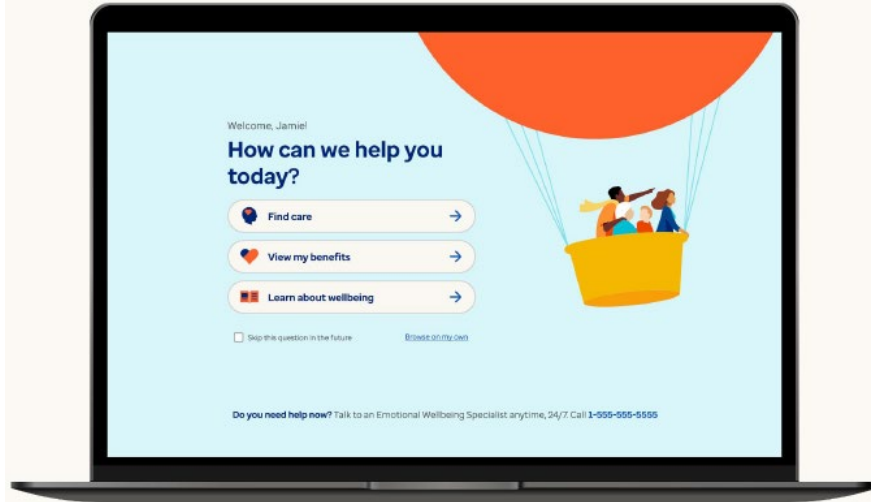 Welcome, Jamie!
How can we help you
today?
Find care
View my benefits
Learn about wellbeing
Skip this question in the future
Browse on my own
Do you need help now? Talk to an Emotional Wellbeing Specialist anytime, 24/7. Call 1-555-555-5555